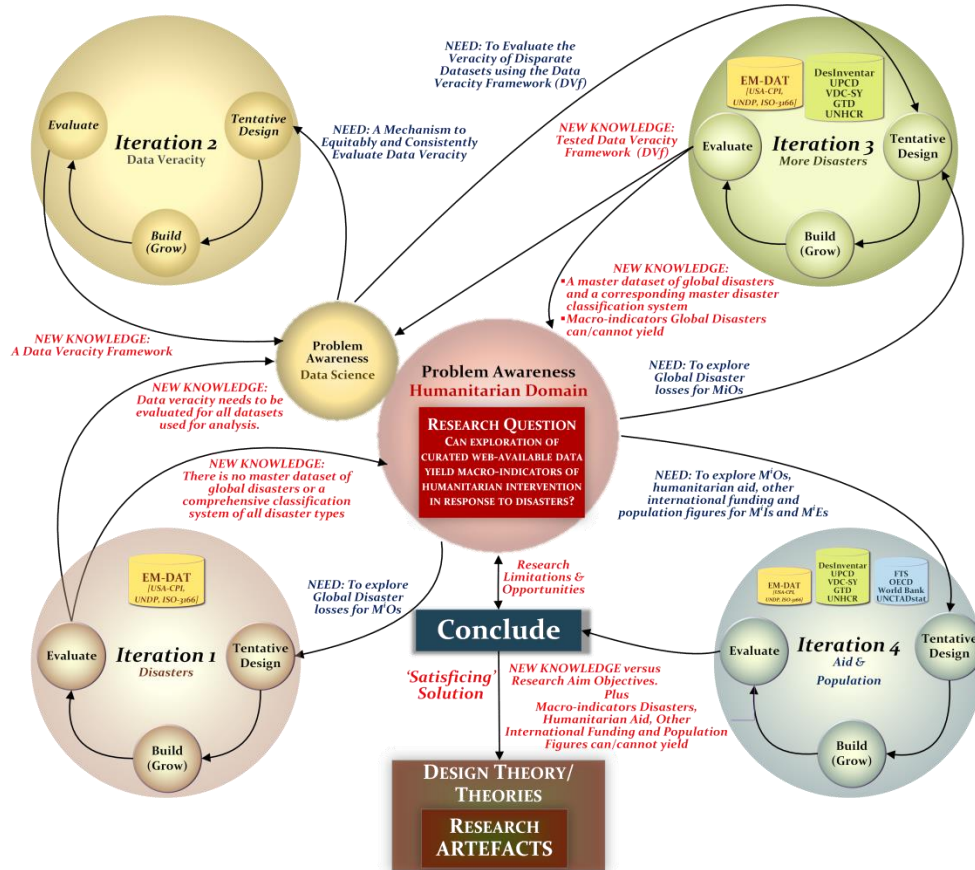 Evaluate
Iteration 2
Data Veracity
Tentative
Design
Build
(Grow)
NEED: To Evaluate the
Veracity of Disparate
Datasets using the Data
Veracity Framework (DVf)
NEED: A Mechanism to
Equitably and Consistently
Evaluate Data Veracity
NEW KNOWLEDGE:
Tested Data Veracity
Framework (DVf)
EM-DAT
[USA-CPI,
UNDP, ISO-3166]
DesInventar
UPCD
VDC-SY
GTD
UNHCR
Evaluate
Iteration 3
More Disasters
Tentative
Design
Build
(Grow)
NEW KNOWLEDGE:
▪A master dataset of global disasters
and a corresponding master disaster
classification system
▪Macro-indicators Global Disasters
can/cannot yield
NEW KNOWLEDGE:
A Data Veracity Framework
Problem
Awareness
Data Science
NEW KNOWLEDGE:
Data veracity needs to be
evaluated for all datasets
used for analysis.
Problem Awareness
Humanitarian Domain
RESEARCH QUESTION
CAN EXPLORATION OF
CURATED WEB-AVAILABLE DATA
YIELD MACRO-INDICATORS OF
HUMANITARIAN INTERVENTION
IN RESPONSE TO DISASTERS?
NEED: To explore
Global Disaster
losses for MiOs
NEW KNOWLEDGE:
There is no master dataset of
global disasters or a
comprehensive classification
system of all disaster types
NEED: To explore MⁱOs,
humanitarian aid, other
international funding and
population figures for MⁱIs and MⁱEs
EM-DAT
[USA-CPI,
UNDP, ISO-3166]
Evaluate
Iteration 1
Disasters
Tentative
Design
Build
(Grow)
NEED: To explore
Global Disaster
losses for MⁱOs
Research
Limitations &
Opportunities
Conclude
'Satisficing'
Solution
NEW KNOWLEDGE versus
Research Aim Objectives.
Plus
Macro-indicators Disasters,
Humanitarian Aid, Other
International Funding and Population
Figures can/cannot yield
EM-DAT
[USA-CPI,
UNDP, ISO-3166]
DesInventar
UPCD
VDC-SY
GTD
UNHCR
FTS
OECD
World Bank
UNCTADstat
Evaluate
Iteration 4
Aid &
Population
Tentative
Design
Build
(Grow)
DESIGN THEORY/
THEORIES
RESEARCH
ARTEFACTS